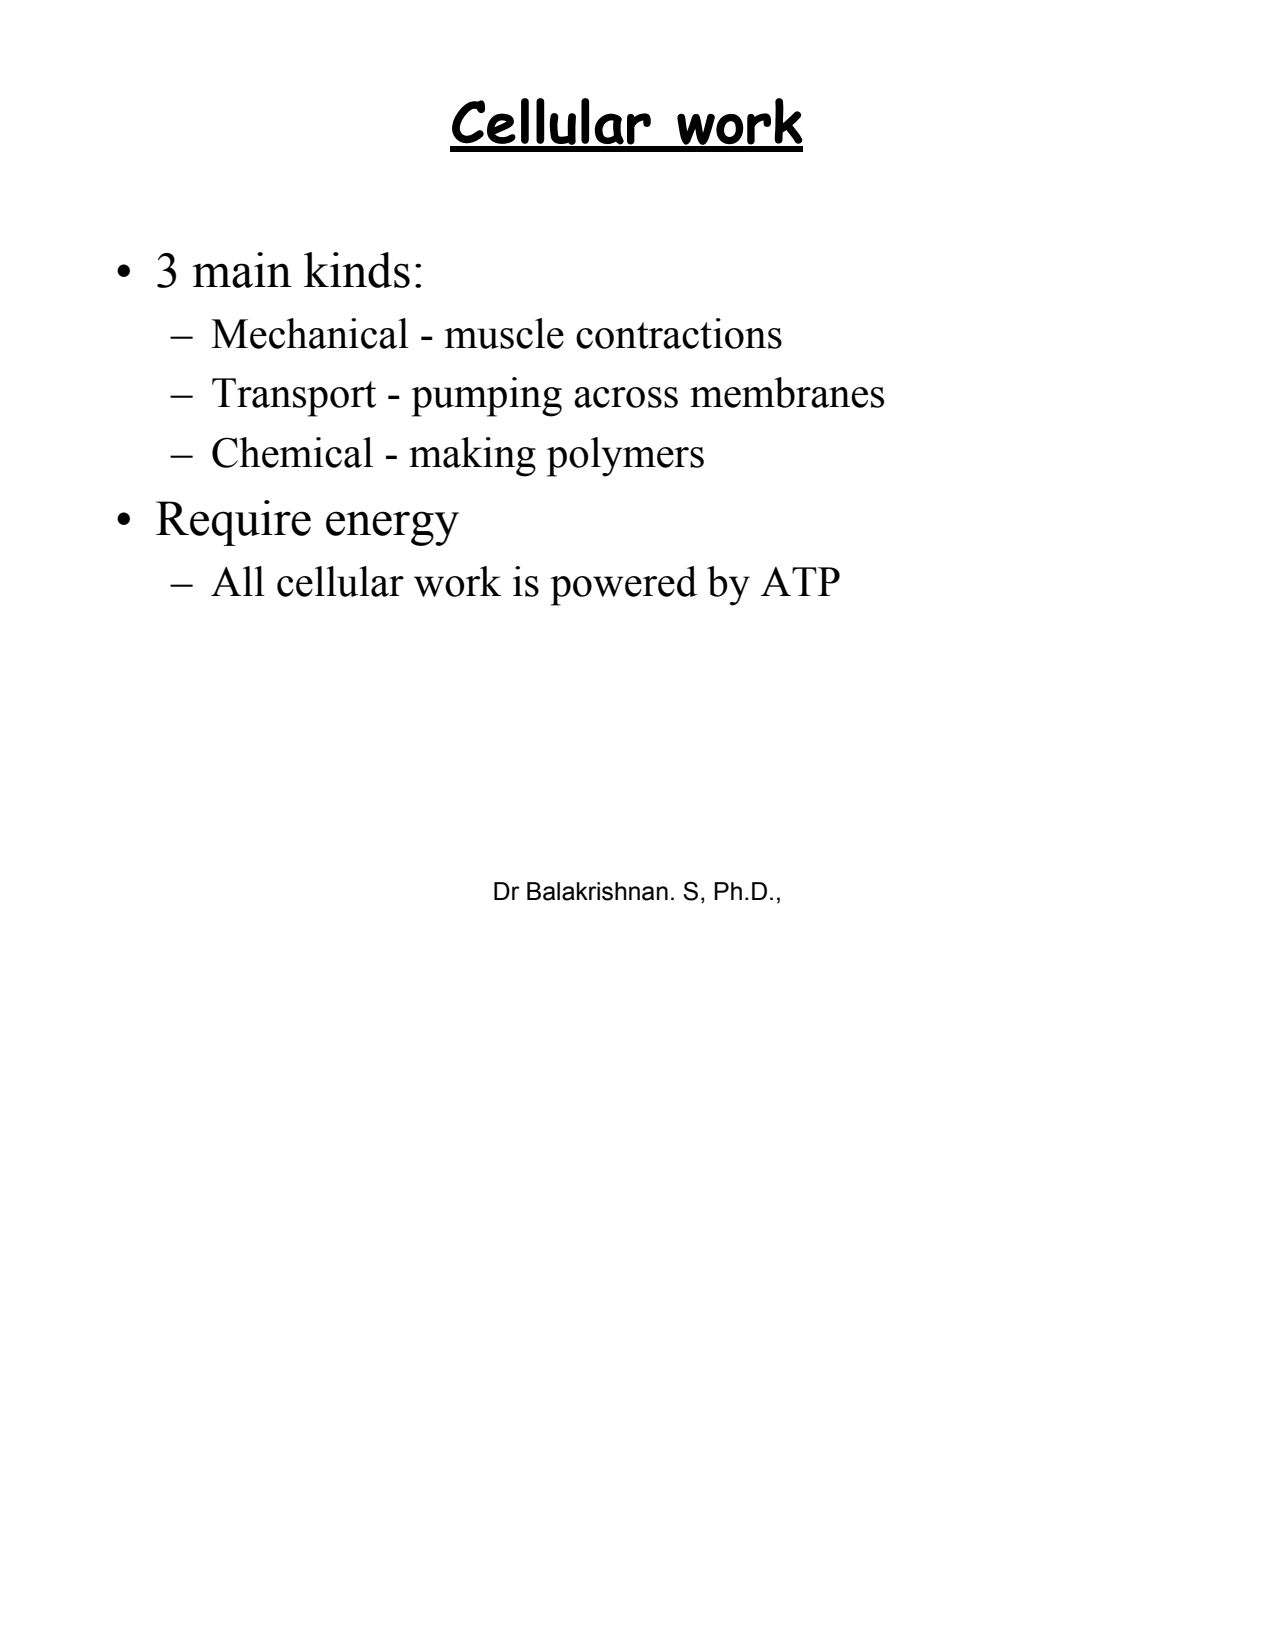 Cellular work
• 3 main kinds:
– Mechanical - muscle contractions
– Transport - pumping across membranes
– Chemical - making polymers
• Require energy
– All cellular work is powered by ATP
Dr Balakrishnan. S, Ph.D.,